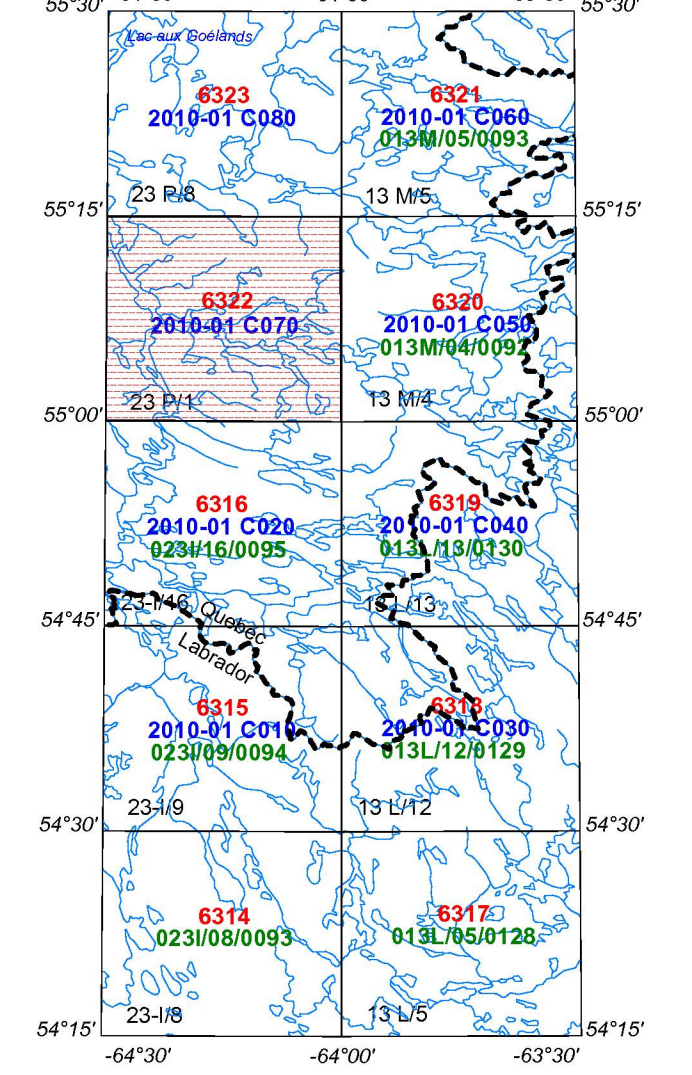 55°30'
55°30'
Lac aux Goélands
6323
2010-01 C080
23 P/8
6321
2010-01 C060
013M/05/0093
13 M/5
55°15'
55°15'
6322
2010-01 C070
23 P/1
6320
2010-01 C050
013M/04/0092
13 M/4
55°00'
55°00'
6316
2010-01 C020
023I/16/0095
23-I/16
6319
2010-01 C040
013L/13/0130
13 L/13
54°45'
54°45'
Quebec
Labrador
6315
2010-01 C010
023I/09/0094
23-I/9
6318
2010-01 C030
013L/12/0129
13 L/12
54°30'
54°30'
6314
023I/08/0093
23-I/8
6317
013L/05/0128
13 L/5
54°15'
54°15'
-64°30'
-64°00'
-63°30'